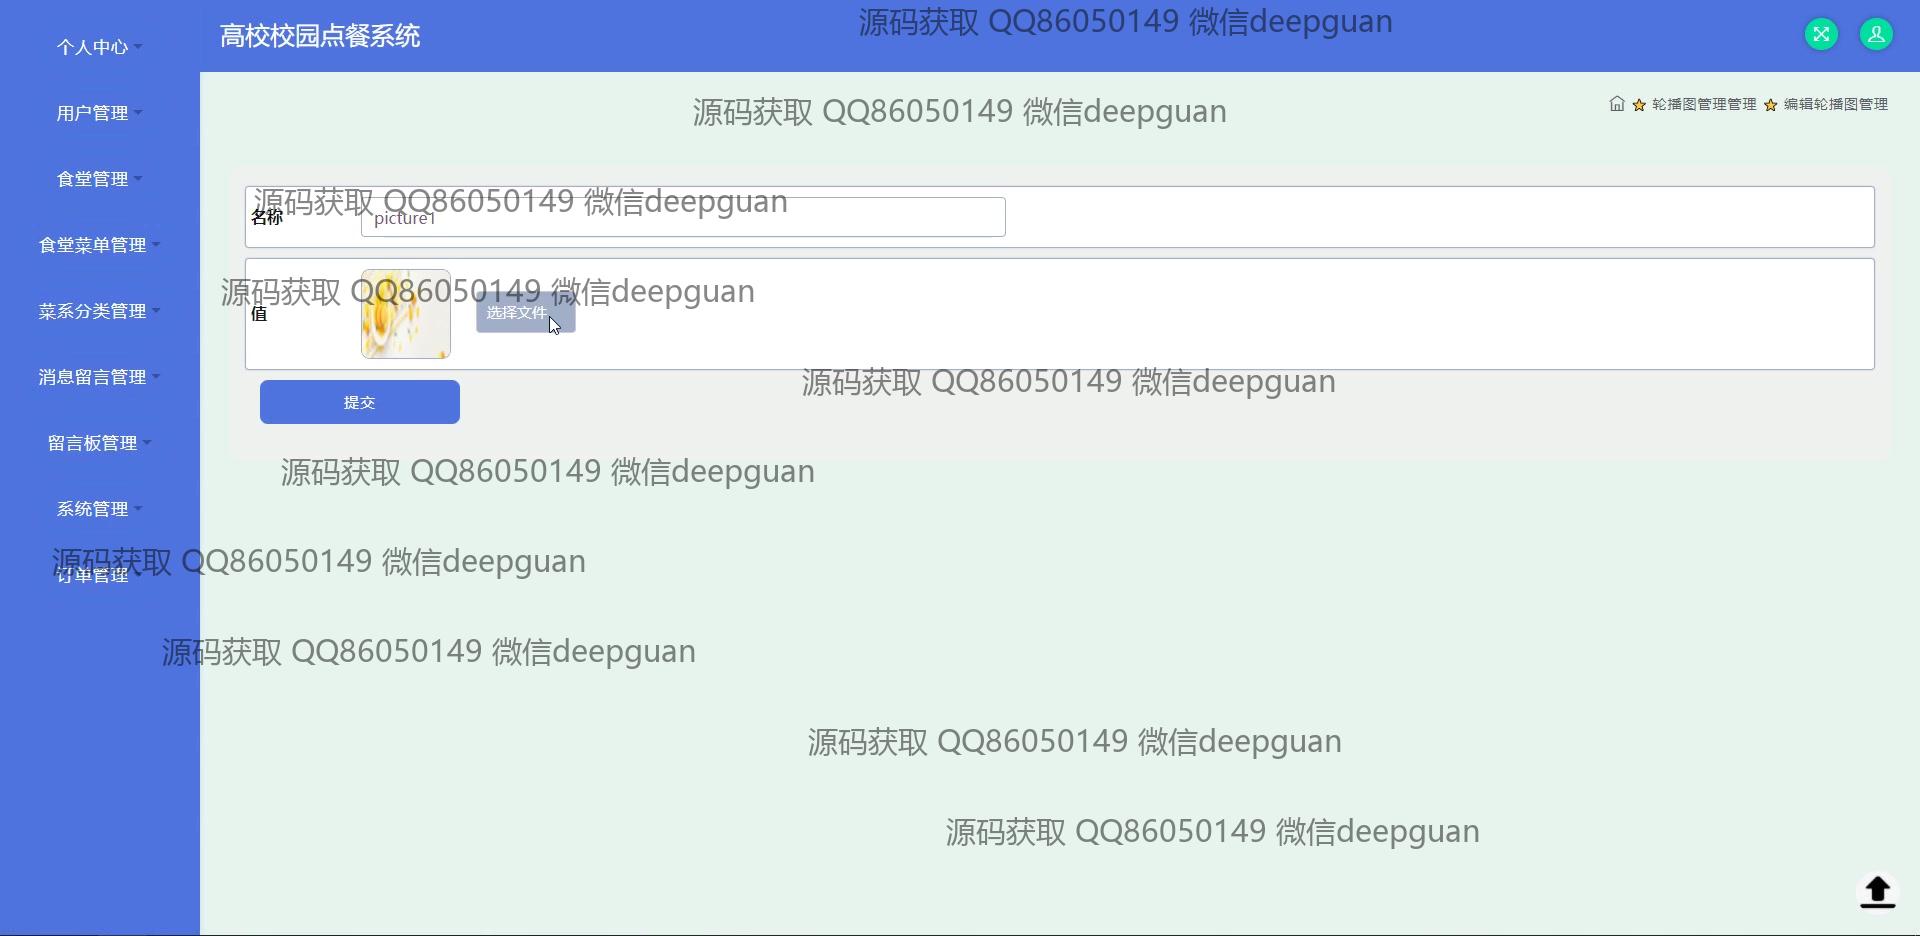 高校校园点餐系统
源码获取 QQ86050149 微信deepguan
个人中心
用户管理
食堂管理
食堂菜单管理
菜系分类管理
消息留言管理
留言板管理
系统管理
订单管理
源码获取 QQ86050149 微信deepguan
轮播图管理管理 编辑轮播图管理
源码获取 QQ86050149 微信deepguan
名称 picture1
源码获取 QQ86050149 微信deepguan
值 选择文件
源码获取 QQ86050149 微信deepguan
提交
源码获取 QQ86050149 微信deepguan
源码获取 QQ86050149 微信deepguan
源码获取 QQ86050149 微信deepguan
源码获取 QQ86050149 微信deepguan
源码获取 QQ86050149 微信deepguan